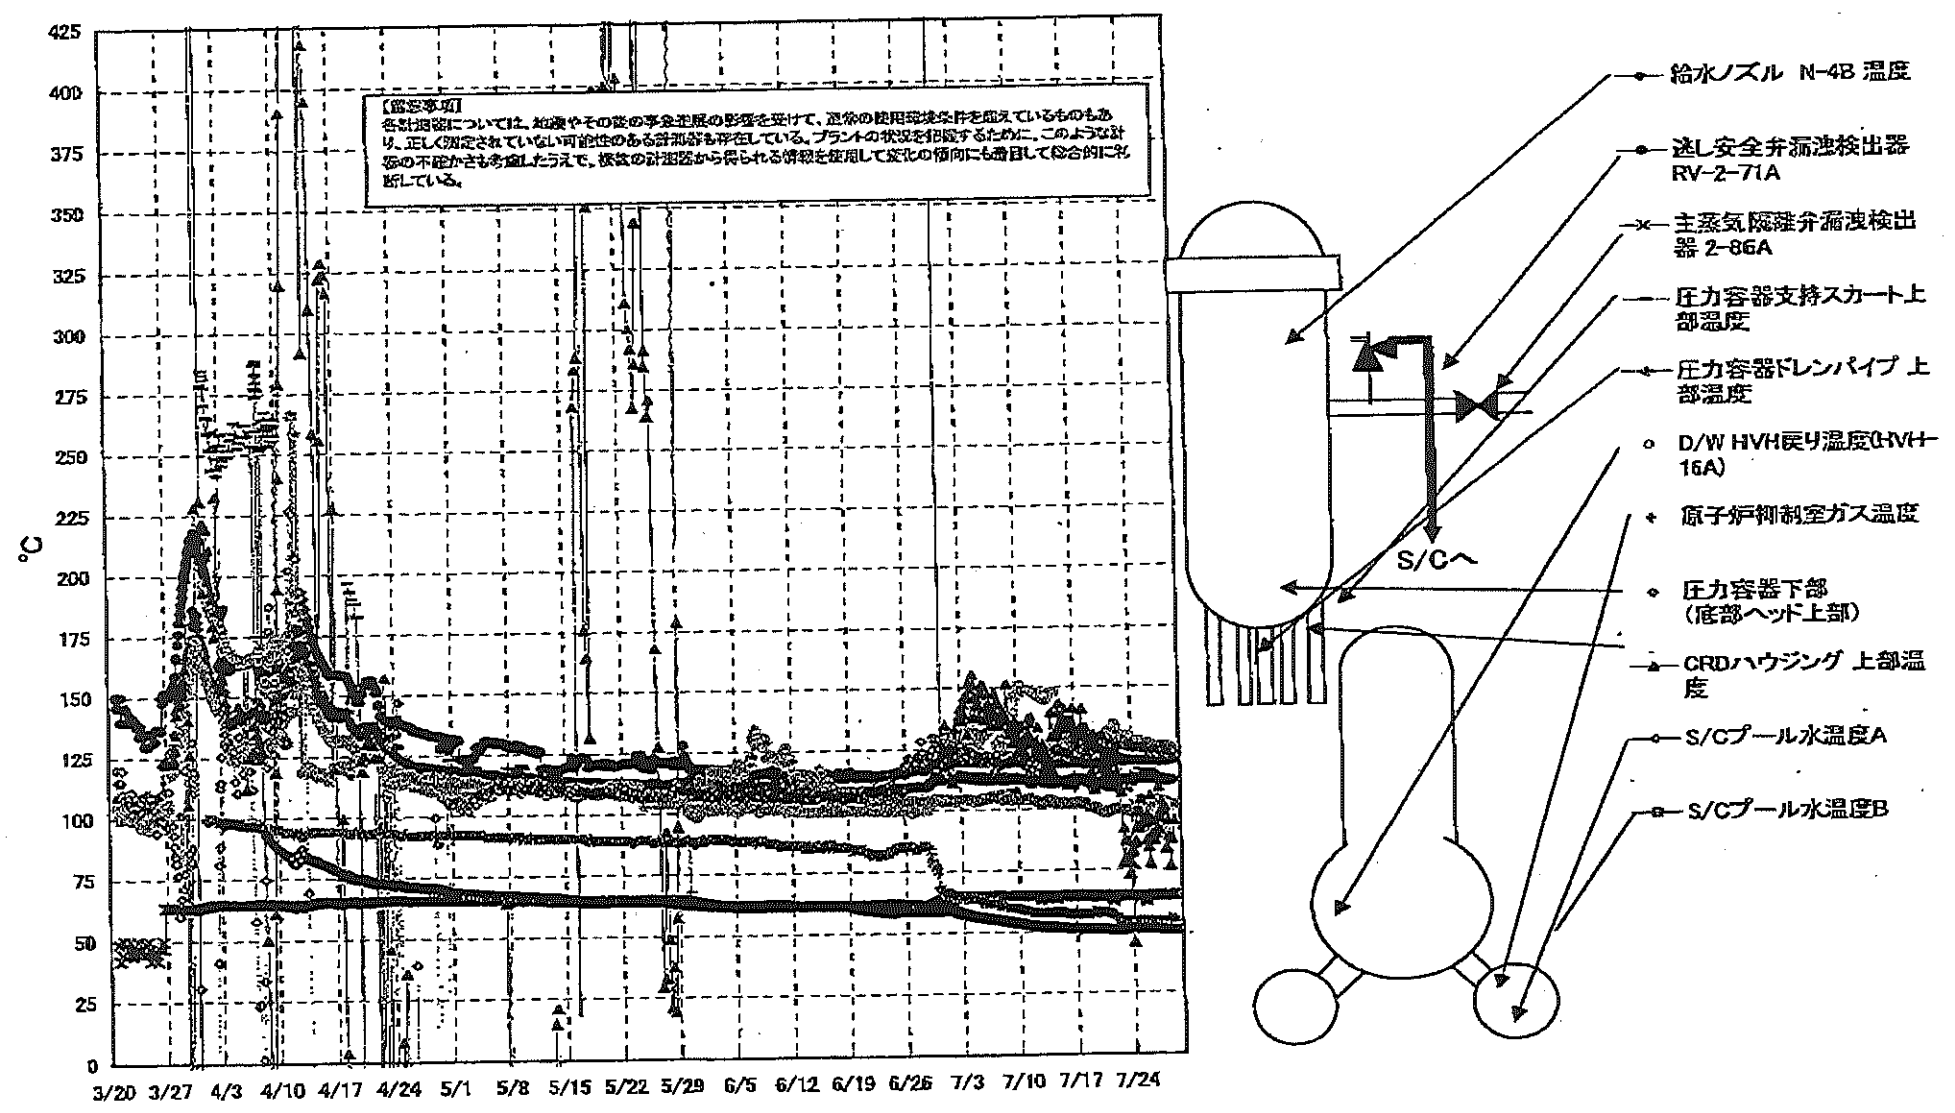 425
400
375
350
325
300
275
250
225
200
175
150
125
100
75
50
25
0
℃
3/20 3/27 4/3 4/10 4/17 4/24 5/1 5/8 5/15 5/22 5/29 6/5 6/12 6/19 6/26 7/3 7/10 7/17 7/24
【留意事項】
各計測器については、地震やその後の事象進展の影響を受けて、通常の使用環境条件を超えているものもあ
り、正しく測定されていない可能性のある計測器も存在している。プラントの状況を把握するために、このような計
器の不確かさも考慮したうえで、複数の計測器から得られる情報を使用して変化の傾向にも着目して総合的に判
断している。
給水ノズル N-4B 温度
逃し安全弁漏洩検出器
RV-2-71A
主蒸気隔離弁漏洩検出
器 2-86A
圧力容器支持スカート上
部温度
圧力容器ドレンパイプ 上
部温度
D/W HVH戻り温度(HVH-
16A)
原子炉抑制室ガス温度
圧力容器下部
(底部ヘッド上部)
CRDハウジング 上部温
度
S/Cプール水温度A
S/Cプール水温度B
S/Cへ